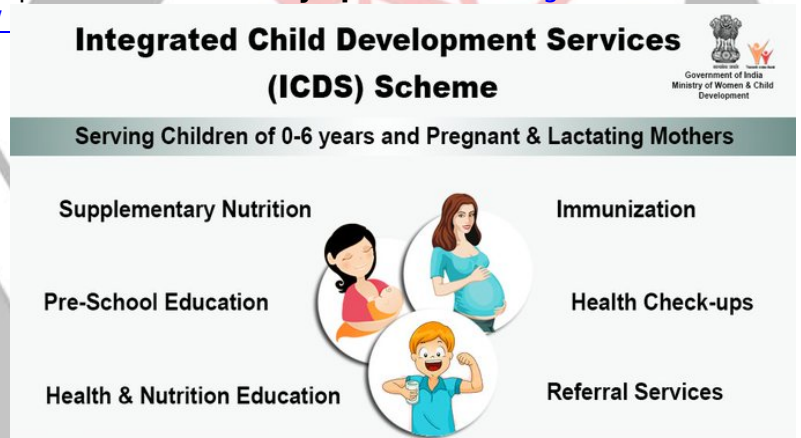 Integrated Child Development Services
(ICDS) Scheme
Government of India
Ministry of Women & Child
Development
Serving Children of 0-6 years and Pregnant & Lactating Mothers
Supplementary Nutrition
Immunization
Pre-School Education
Health Check-ups
Health & Nutrition Education
Referral Services